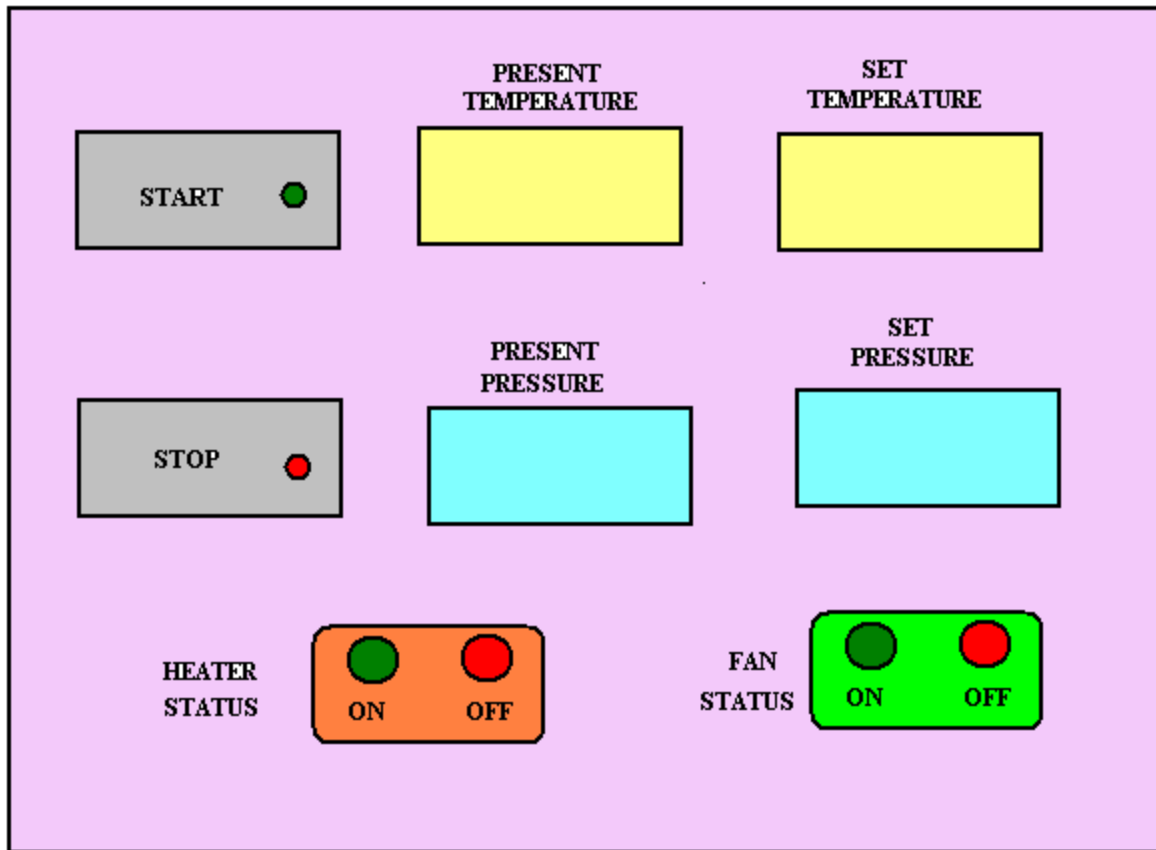 PRESENT
TEMPERATURE
SET
TEMPERATURE
START
PRESENT
PRESSURE
SET
PRESSURE
STOP
HEATER
STATUS
ON OFF
FAN
STATUS
ON OFF